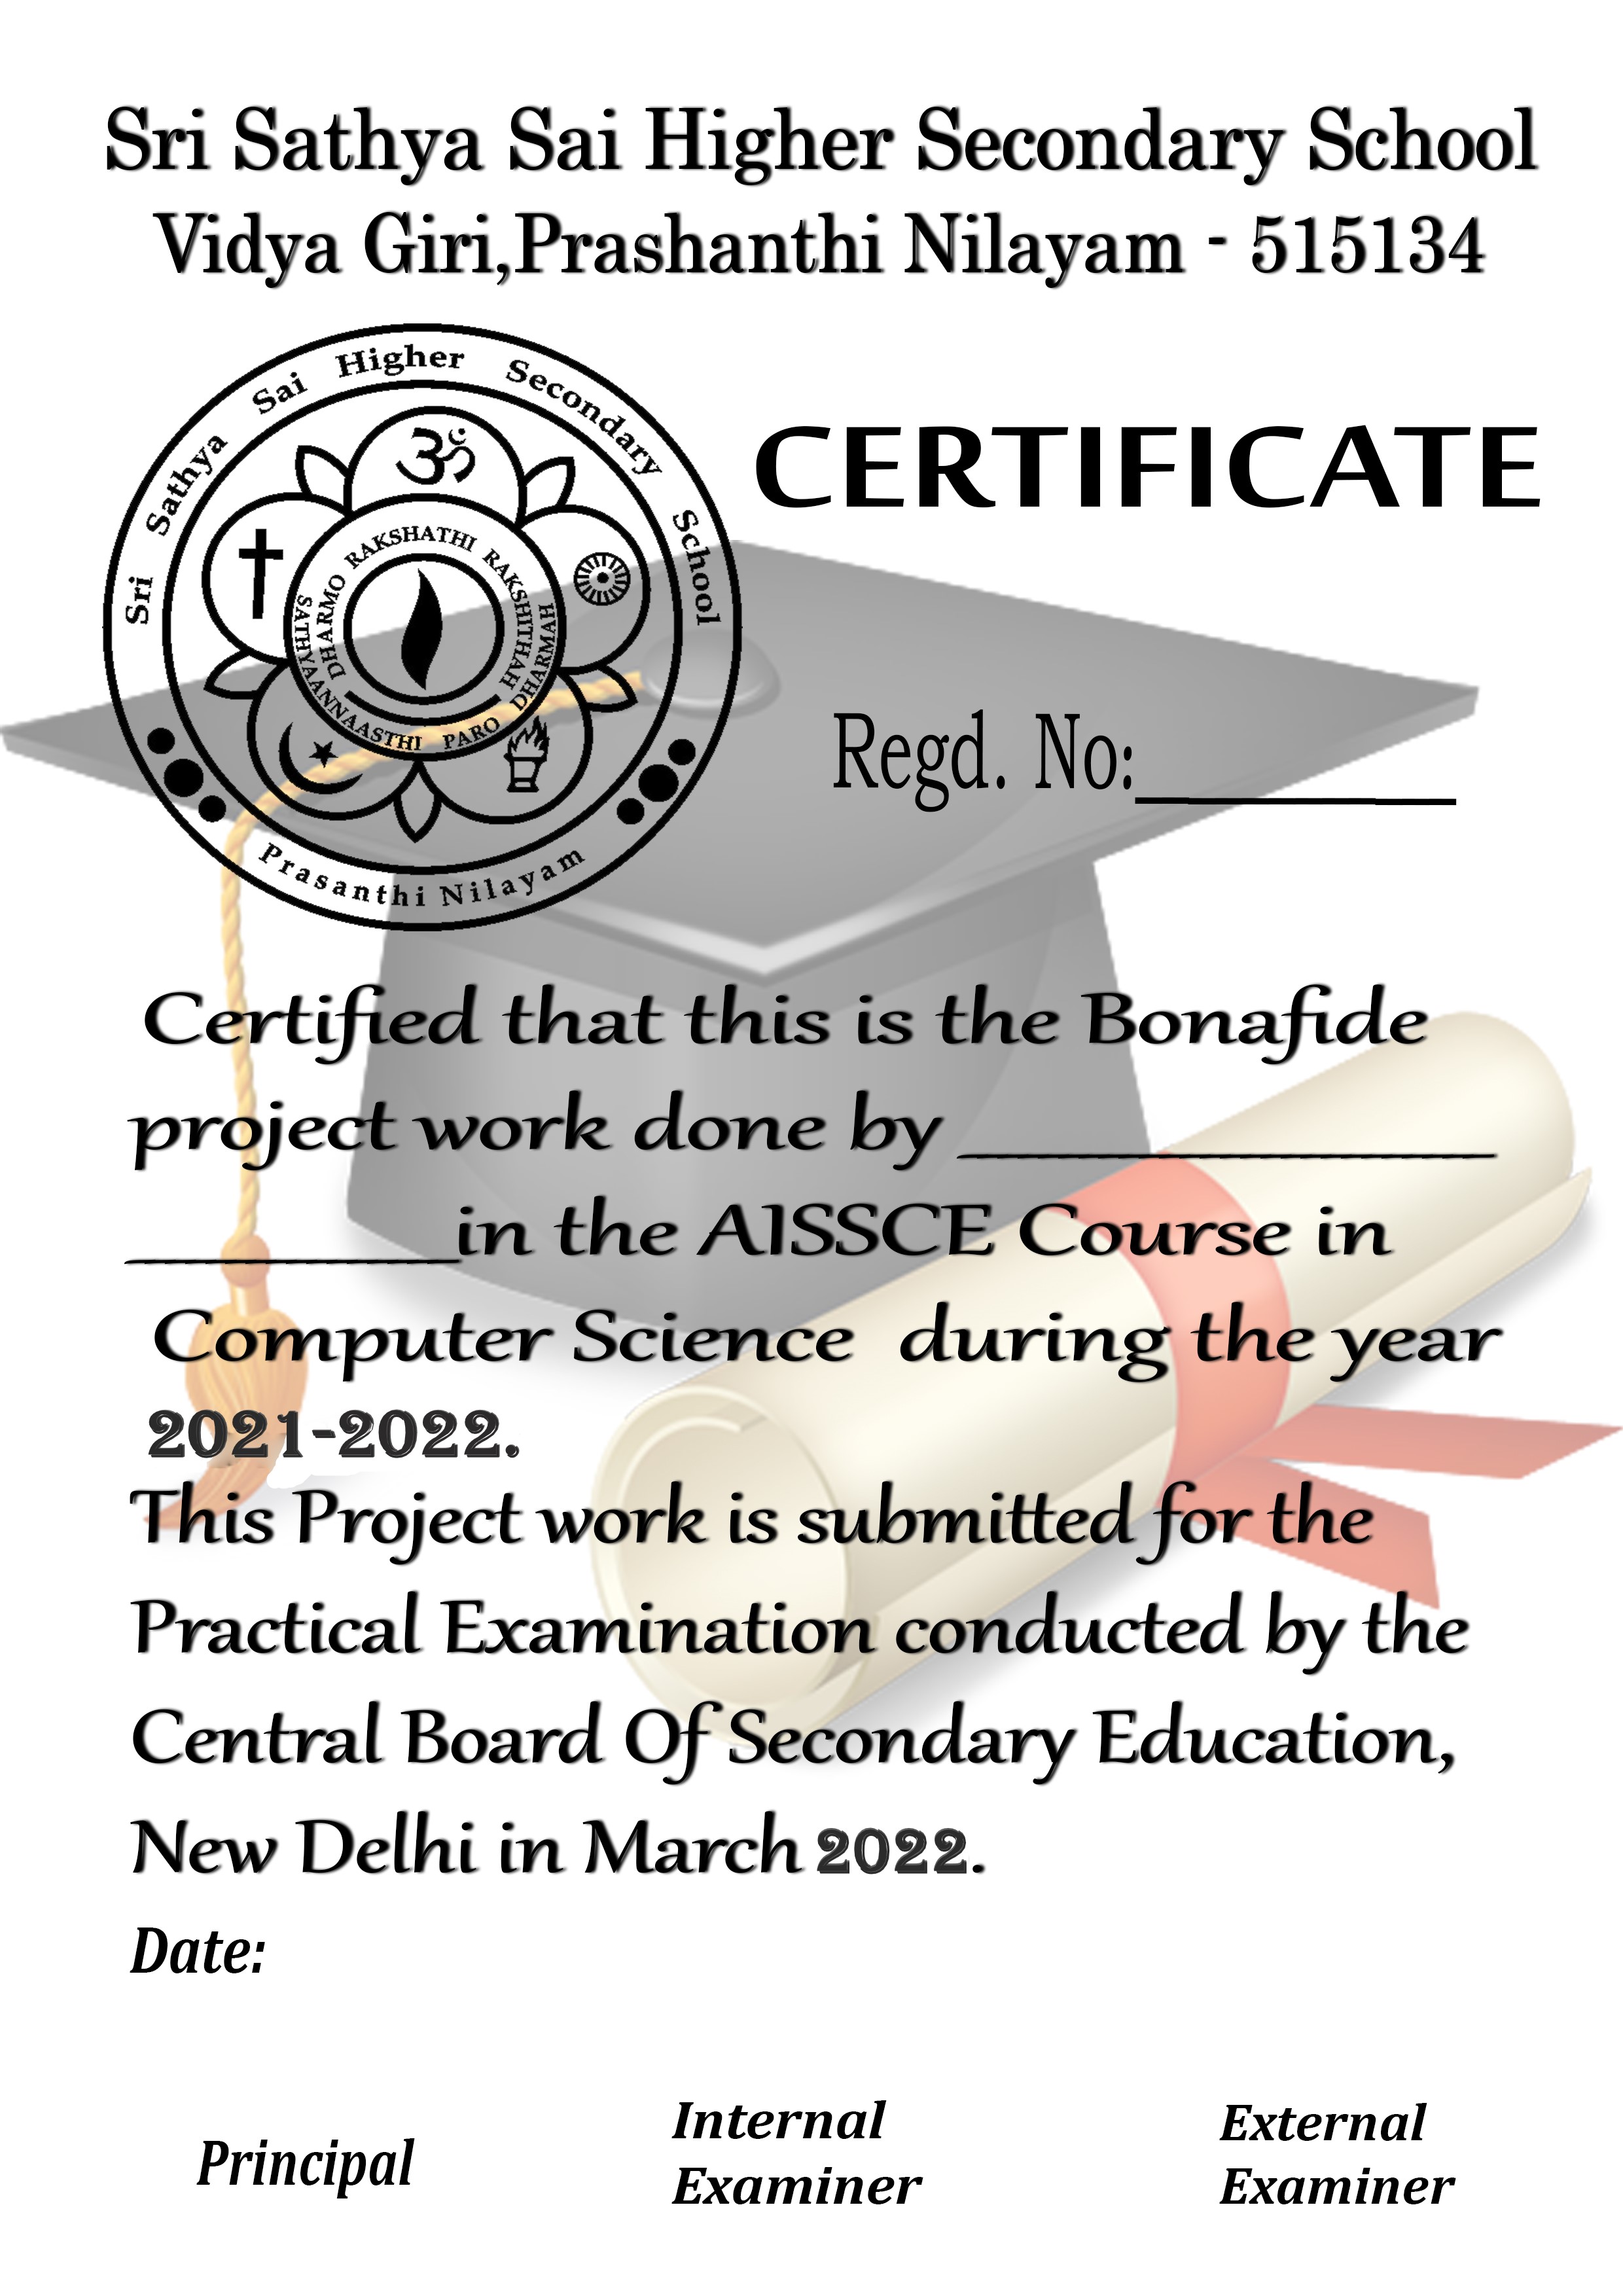 Sri Sathya Sai Higher Secondary School
Vidya Giri,Prashanthi Nilayam - 515134
Sri Sathya Sai Higher Secondary School
ॐ
DHARMO RAKSHATHI RAKSHITHAH
SATHYAANNAASTHI PARO DHARMAH
Prasanthi Nilayam
CERTIFICATE
Regd. No:__________
Certified that this is the Bonafide
project work done by ________________
__________in the AISSCE Course in
Computer Science during the year
2021-2022.
This Project work is submitted for the
Practical Examination conducted by the
Central Board Of Secondary Education,
New Delhi in March 2022.
Date:
Principal
Internal
Examiner
External
Examiner